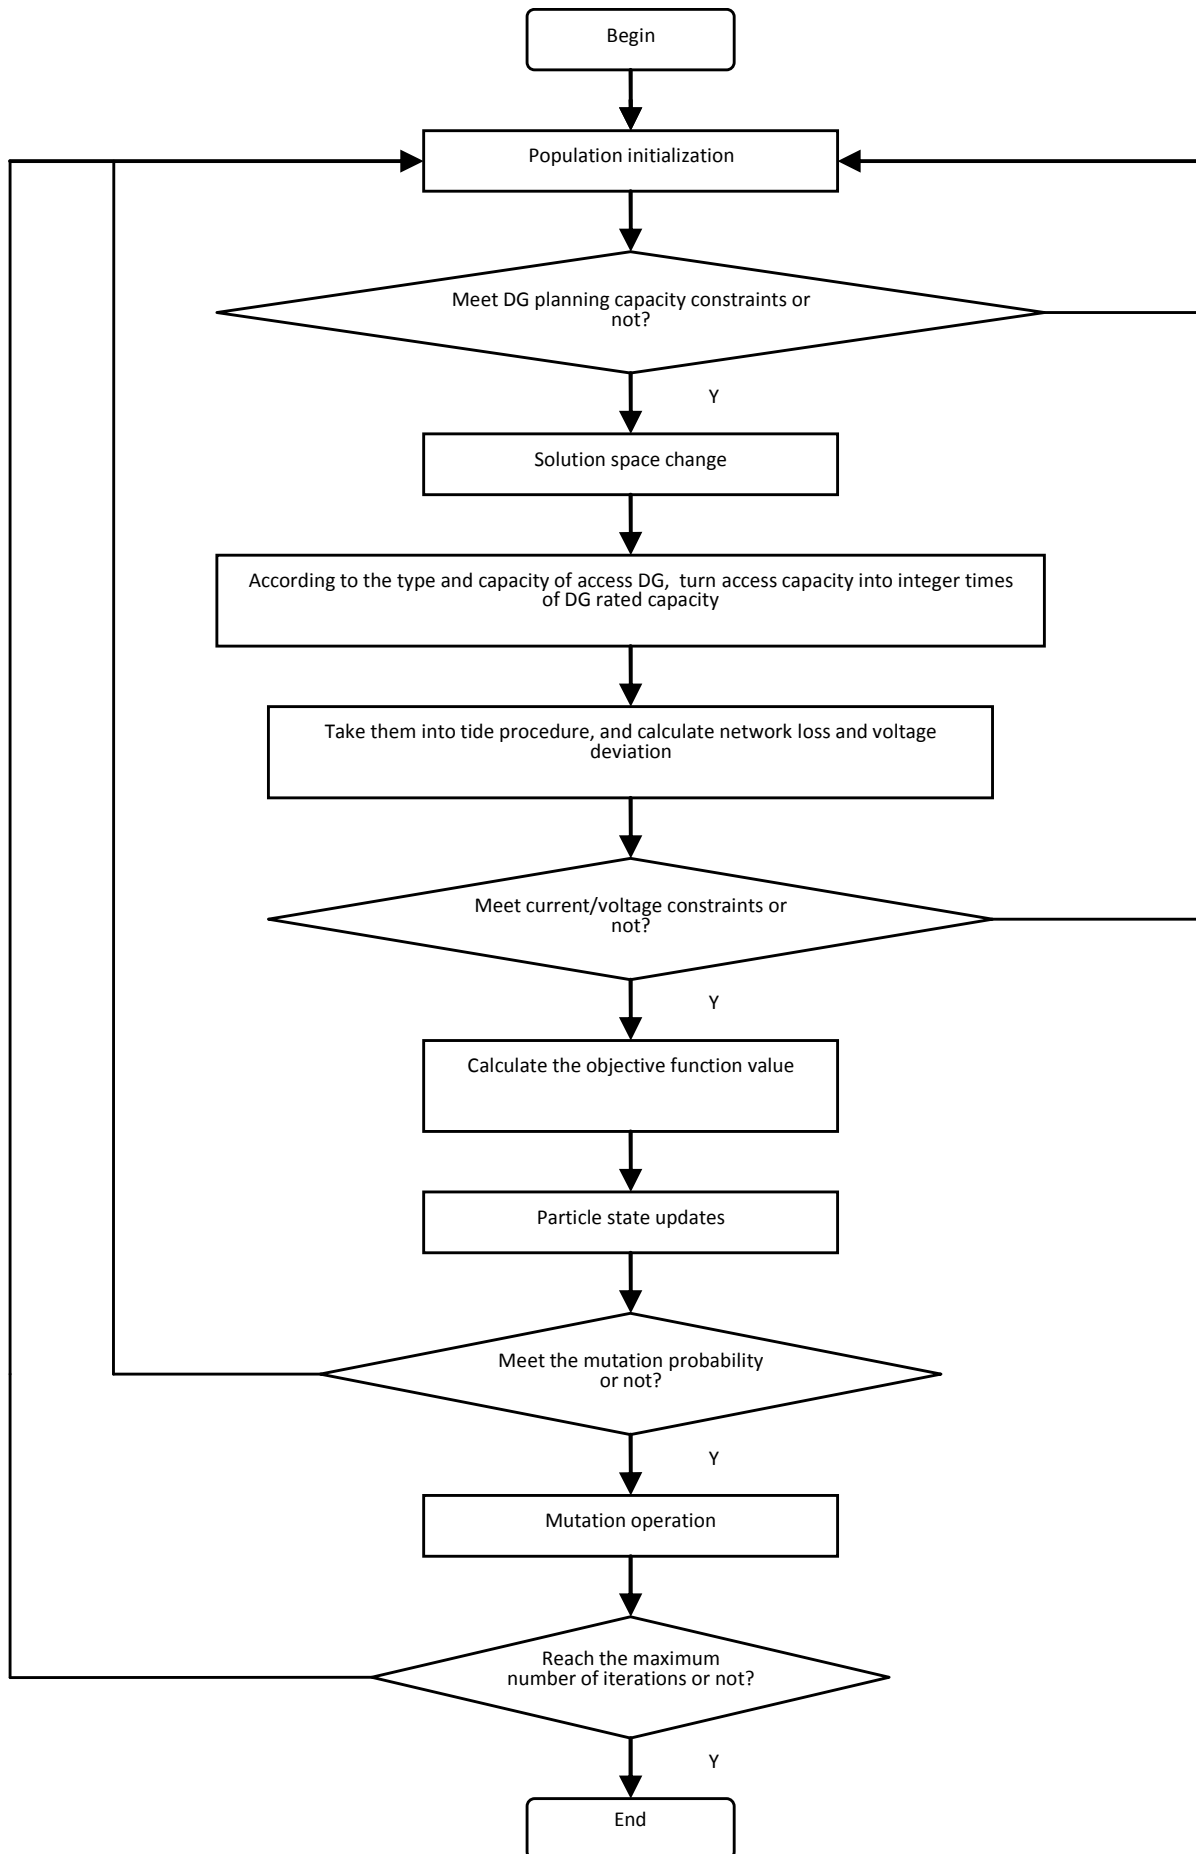 Begin
Population initialization
Meet DG planning capacity constraints or
not?
Y
Solution space change
According to the type and capacity of access DG, turn access capacity into integer times
of DG rated capacity
Take them into tide procedure, and calculate network loss and voltage
deviation
Meet current/voltage constraints or
not?
Y
Calculate the objective function value
Particle state updates
Meet the mutation probability
or not?
Y
Mutation operation
Reach the maximum
number of iterations or not?
Y
End